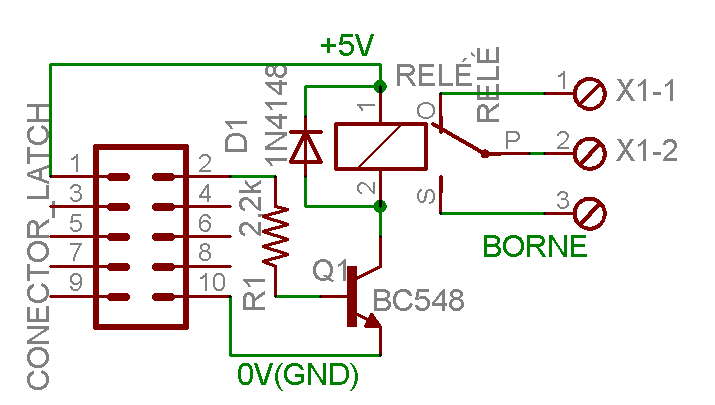 +5V
RELÉ
RELÈ
1N4148
D1
1
2
O
P
S
1
X1-1
2
X1-2
3
BORNE
CONECTOR_LATCH
1
2
3
4
5
6
7
8
9
10
2,2k
R1
Q1
BC548
0V(GND)